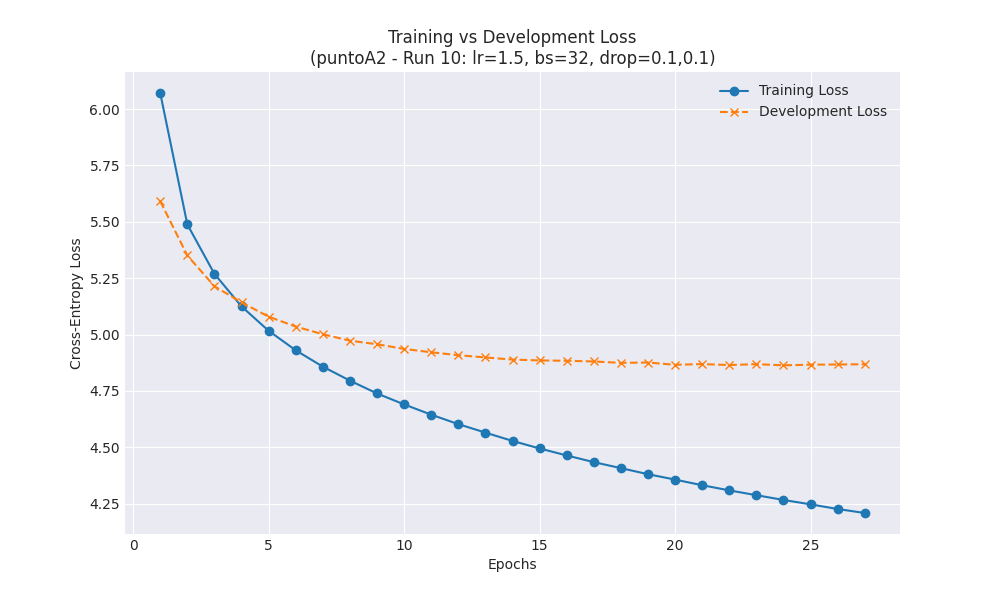 Training vs Development Loss
(puntoA2 - Run 10: lr=1.5, bs=32, drop=0.1,0.1)
Training Loss
Development Loss
Cross-Entropy Loss
6.00
5.75
5.50
5.25
5.00
4.75
4.50
4.25
0 5 10 15 20 25
Epochs